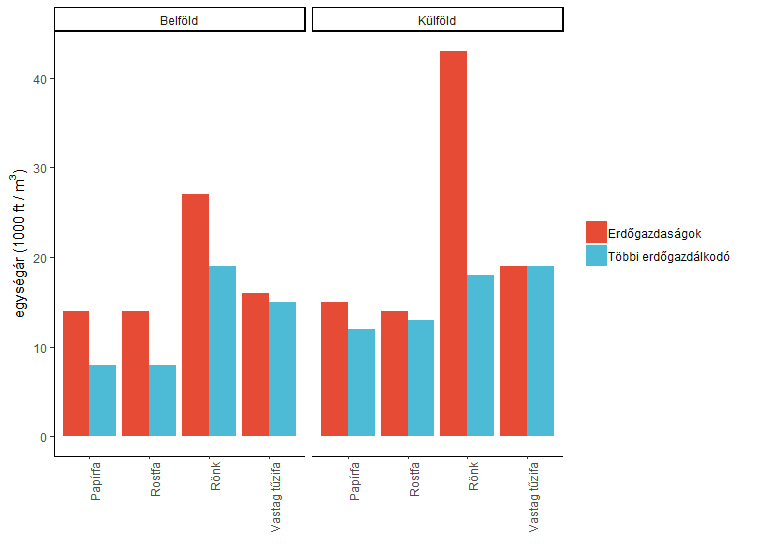 Belföld
Külföld
egységár (1000 ft / m³)
40
30
20
10
0
Papírfa
Rostfa
Rönk
Vastag tűzifa
Papírfa
Rostfa
Rönk
Vastag tűzifa
Erdőgazdaságok
Többi erdőgazdálkodó